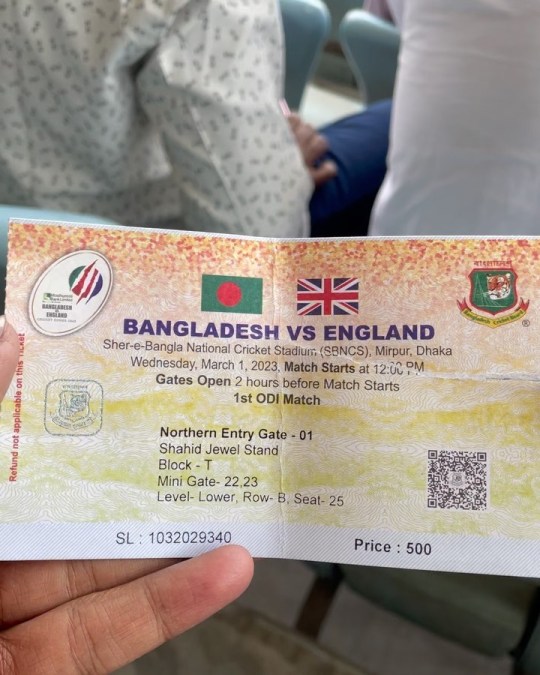 BANGLADESH
ENGLAND
বাংলাদেশ
®
BANGLADESH VS ENGLAND
Sher-e-Bangla National Cricket Stadium (SBNCS), Mirpur, Dhaka
Wednesday, March 1, 2023, Match Starts at 12:00 PM
Gates Open 2 hours before Match Starts
1st ODI Match
Refund not applicable on this Ticket
Northern Entry Gate - 01
Shahid Jewel Stand
Block - T
Mini Gate- 22,23
Level- Lower, Row- B, Seat- 25
SL : 1032029340
Price : 500